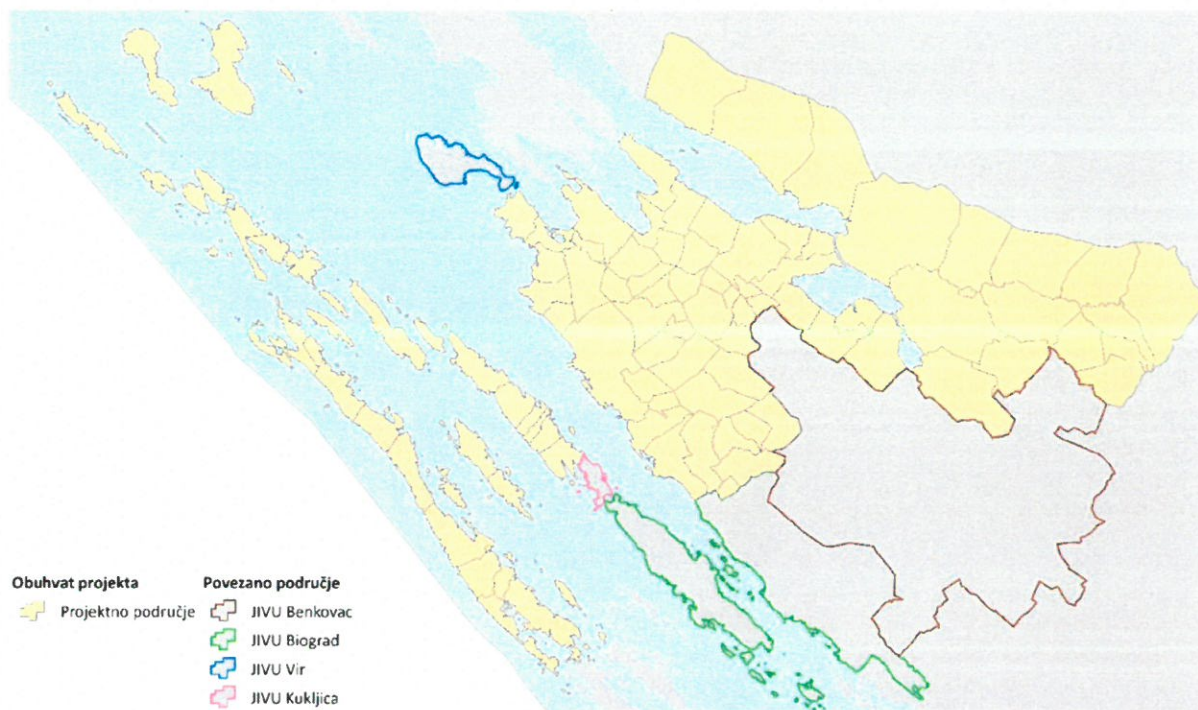 Obuhvat projekta
Projektno područje
Povezano područje
JIVU Benkovac
JIVU Biograd
JIVU Vir
JIVU Kukljica